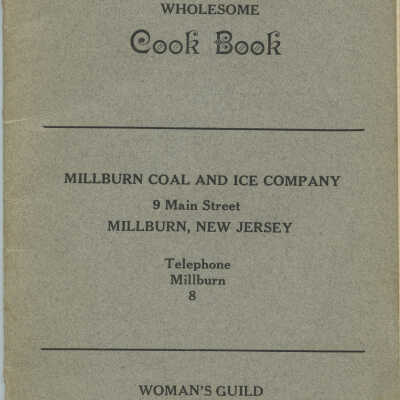 WHOLESOME
Cook Book
MILLBURN COAL AND ICE COMPANY
9 Main Street
MILLBURN, NEW JERSEY
Telephone
Millburn
8
WOMAN'S GUILD